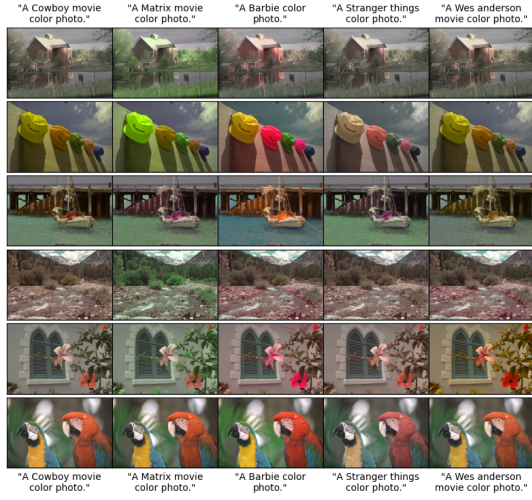 "A Cowboy movie
color photo."
"A Matrix movie
color photo."
"A Barbie color
photo."
"A Stranger things
color photo."
"A Wes anderson
movie color photo."
"A Cowboy movie
color photo."
"A Matrix movie
color photo."
"A Barbie color
photo."
"A Stranger things
color photo."
"A Wes anderson
movie color photo."